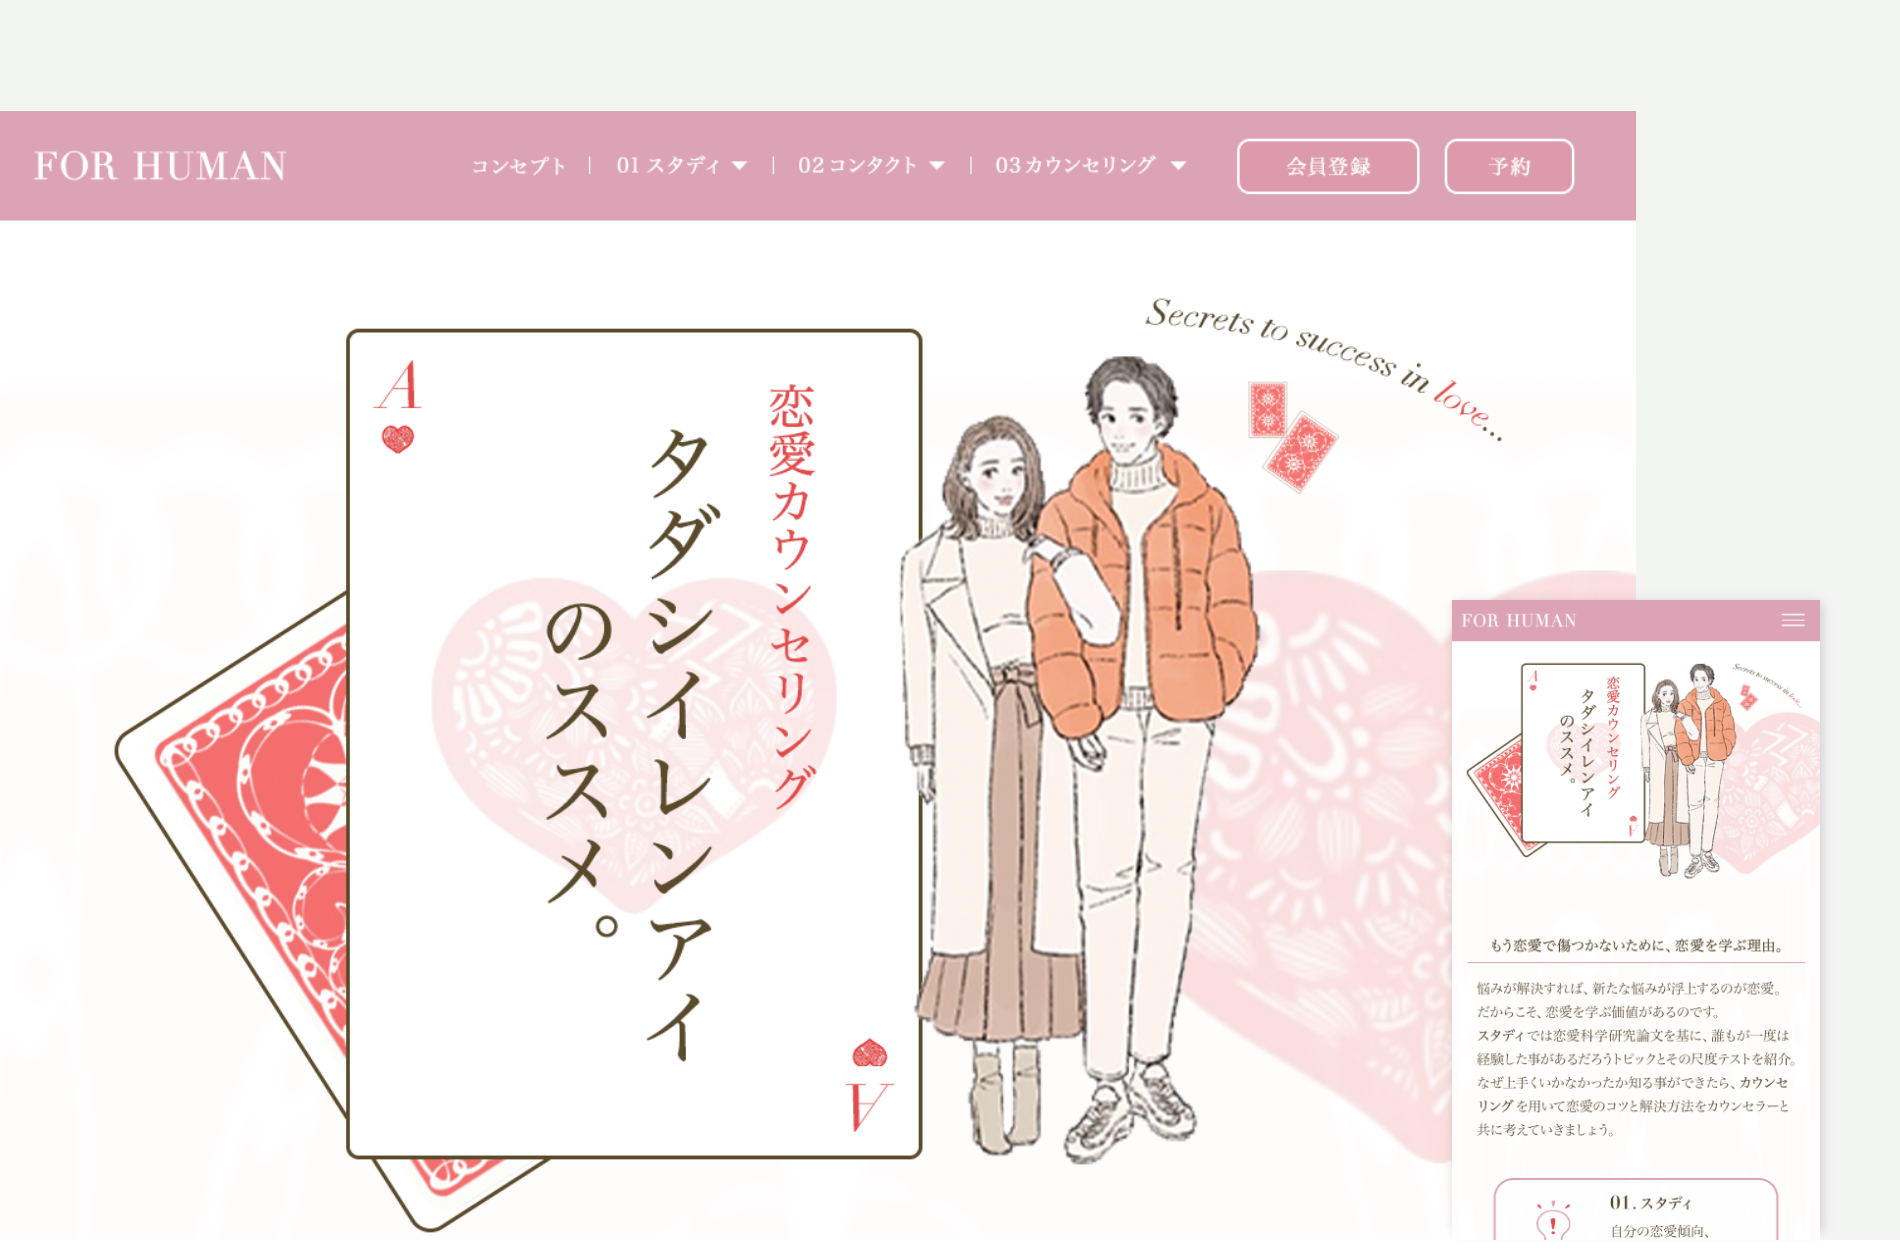 FOR HUMAN
コンセプト
01 スタディ
02 コンタクト
03 カウンセリング
会員登録
予約
Secrets to success in love...
A
恋愛カウンセリング
タダシイレンアイ
のススメ。
A
FOR HUMAN
Secrets to success in love...
A
恋愛カウンセリング
タダシイレンアイ
のススメ。
A
もう恋愛で傷つかないために、恋愛を学ぶ理由。
悩みが解決すれば、新たな悩みが浮上するのが恋愛。
だからこそ、恋愛を学ぶ価値があるのです。
スタディでは恋愛科学研究論文を基に、誰もが一度は
経験した事があるだろうトピックとその尺度テストを紹介。
なぜ上手くいかなかったか知る事ができたら、カウンセ
リングを用いて恋愛のコツと解決方法をカウンセラーと
共に考えていきましょう。
01. スタディ
自分の恋愛傾向、